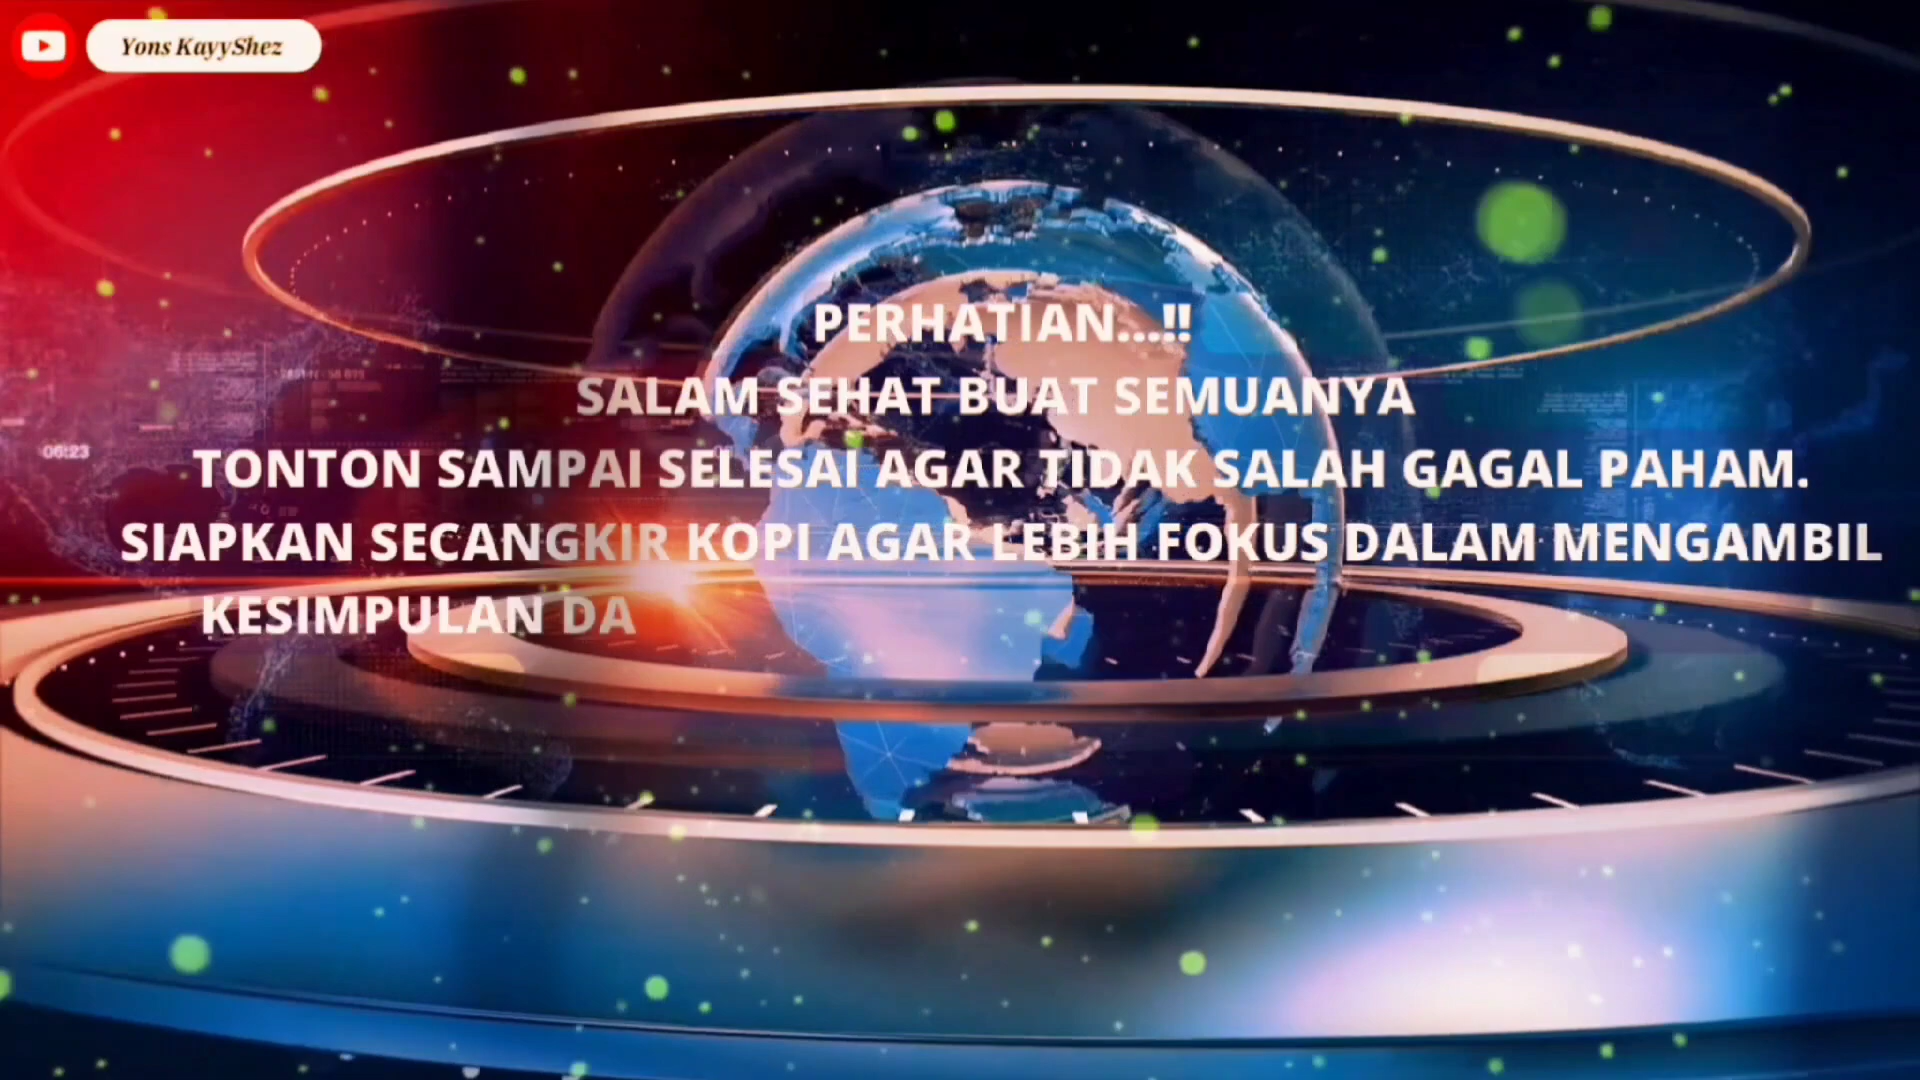 Yons KayyShez
PERHATIAN...!!
SALAM SEHAT BUAT SEMUANYA
TONTON SAMPAI SELESAI AGAR TIDAK SALAH GAGAL PAHAM.
SIAPKAN SECANGKIR KOPI AGAR LEBIH FOKUS DALAM MENGAMBIL
06:23
KESIMPULAN DA